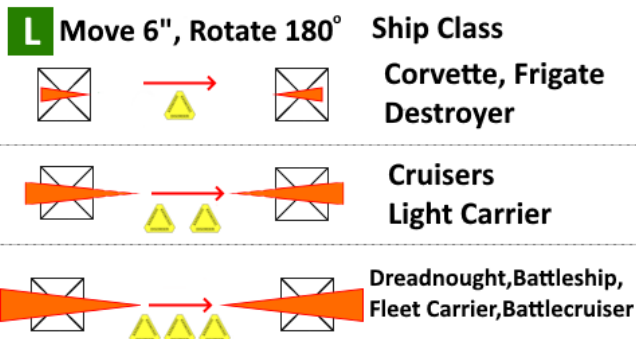 L Move 6", Rotate 180° Ship Class
Corvette, Frigate
Destroyer
Cruisers
Light Carrier
Dreadnought,Battleship,
Fleet Carrier,Battlecruiser